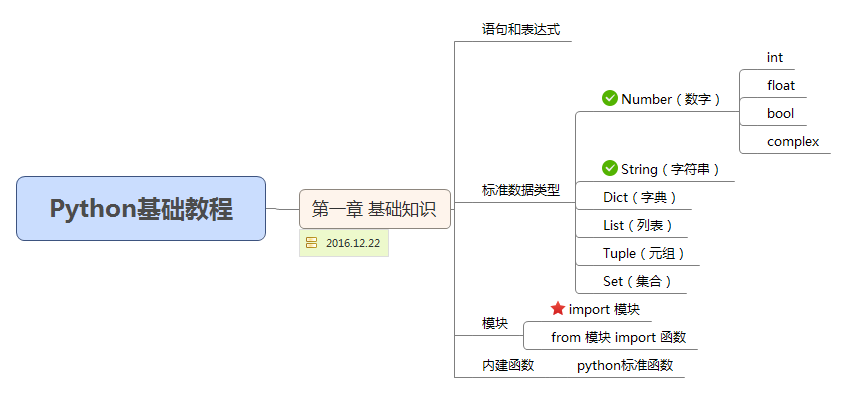 Python基础教程
第一章 基础知识
2016.12.22
语句和表达式
标准数据类型
Number（数字）
int
float
bool
complex
String（字符串）
Dict（字典）
List（列表）
Tuple（元组）
Set（集合）
模块
import 模块
from 模块 import 函数
内建函数
python标准函数